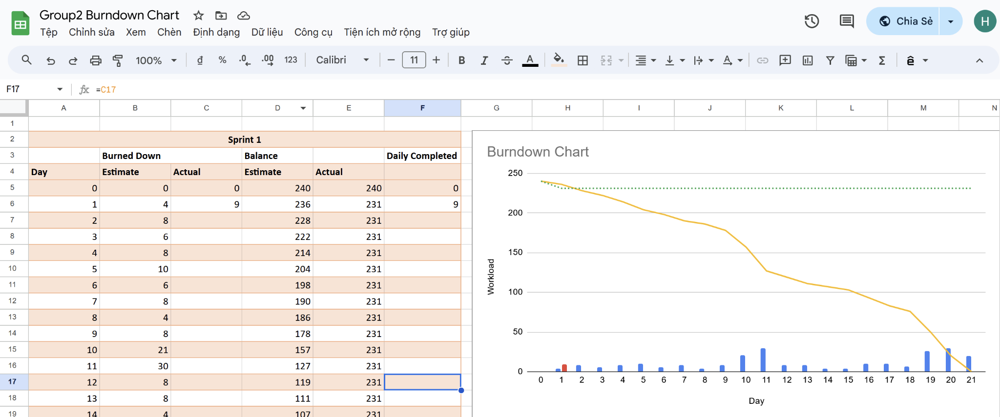 Group2 Burndown Chart
Tệp Chỉnh sửa Xem Chèn Định dạng Dữ liệu Công cụ Tiện ích mở rộng Trợ giúp
Chia Sẻ
H
100% đ % .0 .00 123 Calibri 11 B I A A Σ ê
F17 fx =C17
A B C D E F G H I J K L M N
1
2 Sprint 1
3 Burned Down Balance Daily Completed
4 Day Estimate Actual Estimate Actual
5 0 0 0 240 240 0
6 1 4 9 236 231 9
7 2 8 228 231
8 3 6 222 231
9 4 8 214 231
10 5 10 204 231
11 6 6 198 231
12 7 8 190 231
13 8 4 186 231
14 9 8 178 231
15 10 21 157 231
16 11 30 127 231
17 12 8 119 231
18 13 8 111 231
19 14 4 107 231
Burndown Chart
250
200
150
100
50
0
Workload
0 1 2 3 4 5 6 7 8 9 10 11 12 13 14 15 16 17 18 19 20 21
Day